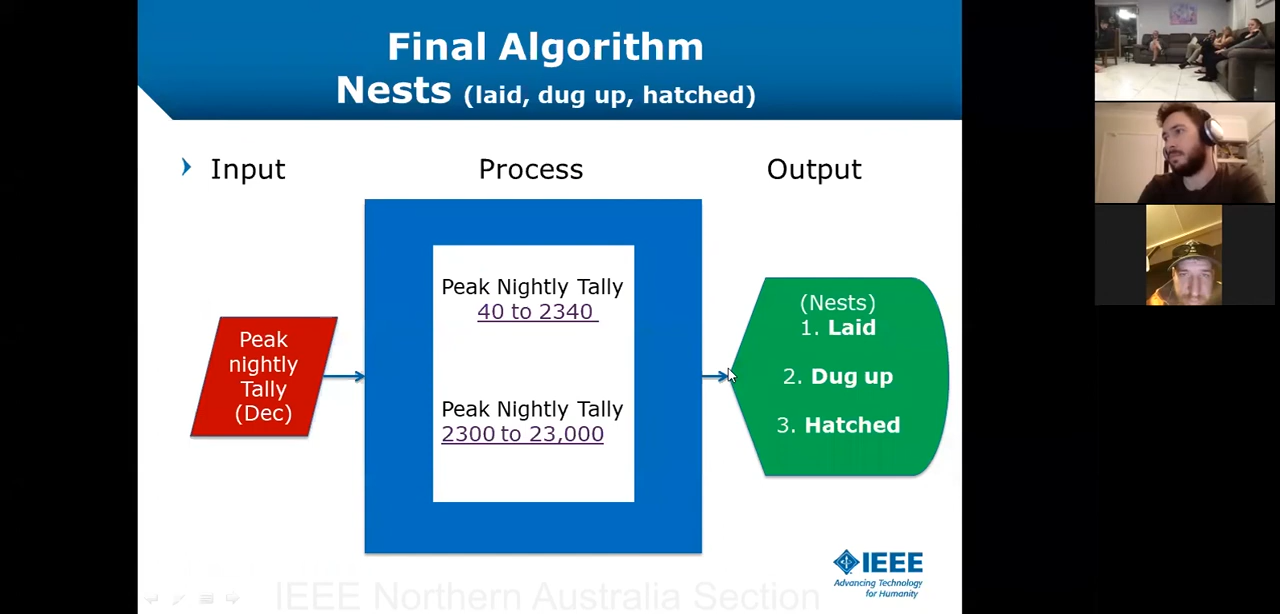 Final Algorithm
Nests (laid, dug up, hatched)
Input
Process
Output
Peak
nightly
Tally
(Dec)
Peak Nightly Tally
40 to 2340
Peak Nightly Tally
2300 to 23,000
(Nests)
1. Laid
2. Dug up
3. Hatched
IEEE
Advancing Technology
for Humanity
IEEE Northern Australia Section